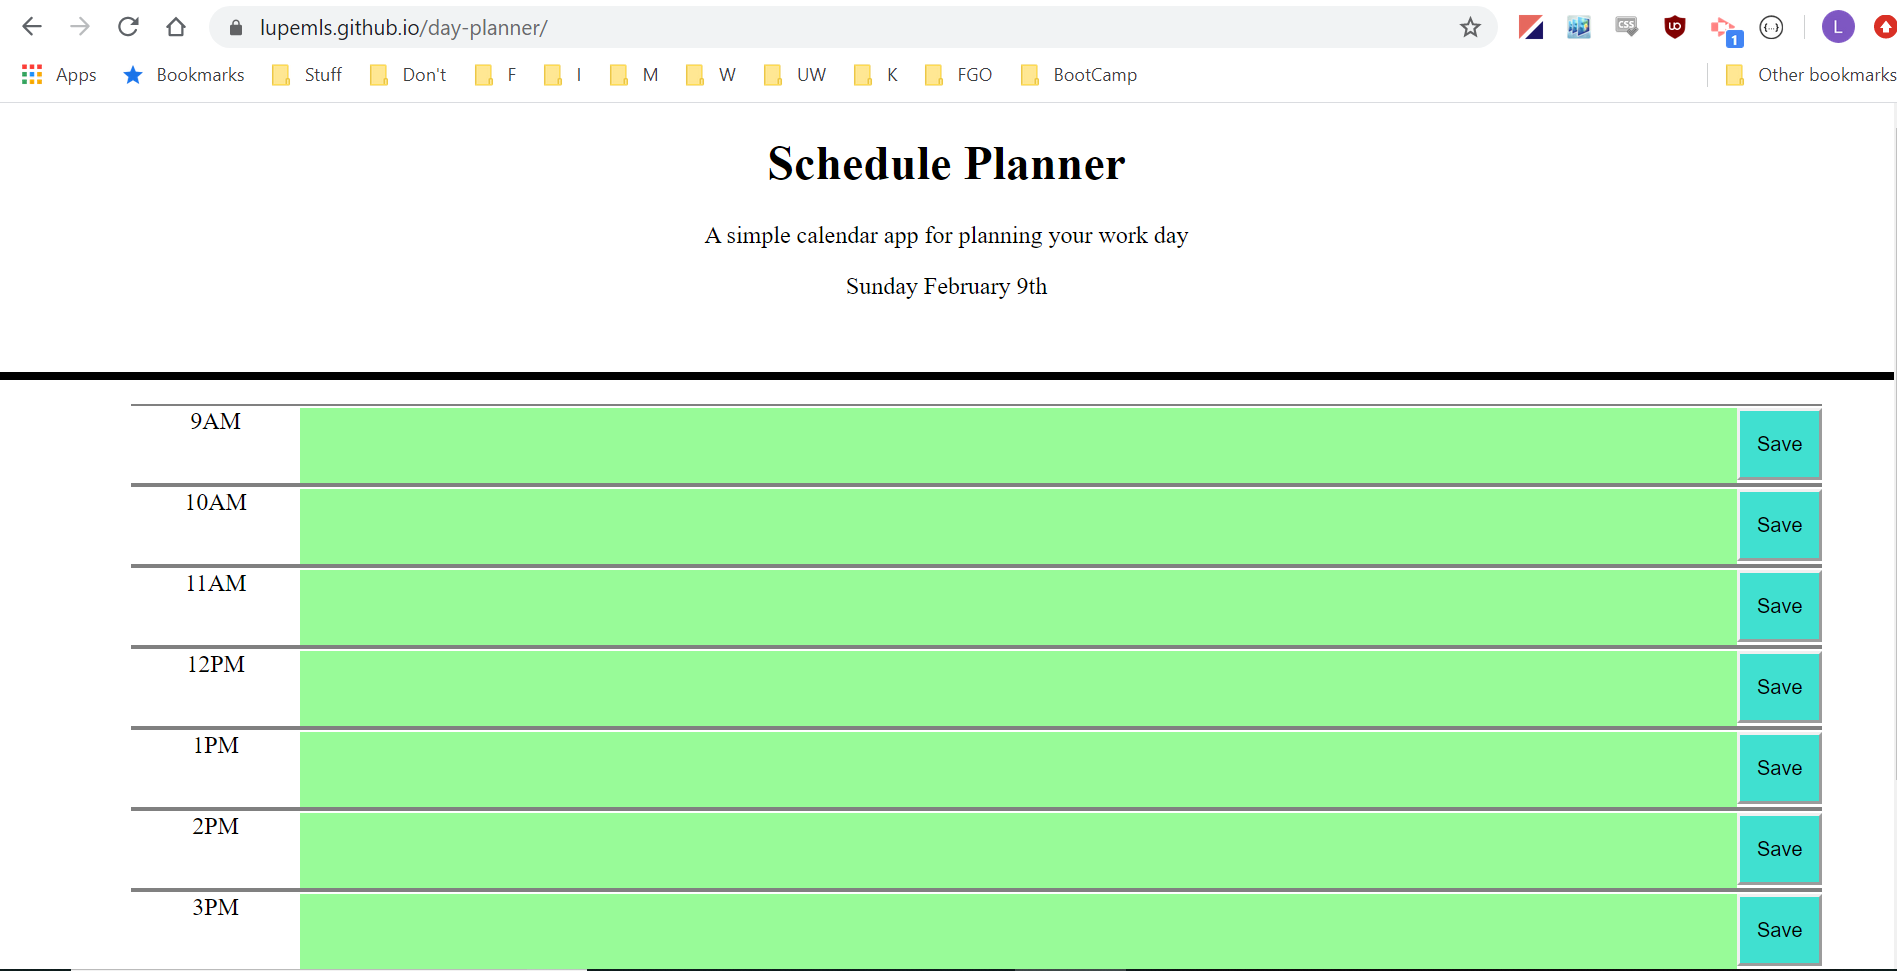 lupemls.github.io/day-planner/
CSS
1
{...}
L
Apps Bookmarks Stuff Don't F I M W UW K FGO BootCamp Other bookmarks
Schedule Planner
A simple calendar app for planning your work day
Sunday February 9th
9AM Save
10AM Save
11AM Save
12PM Save
1PM Save
2PM Save
3PM Save